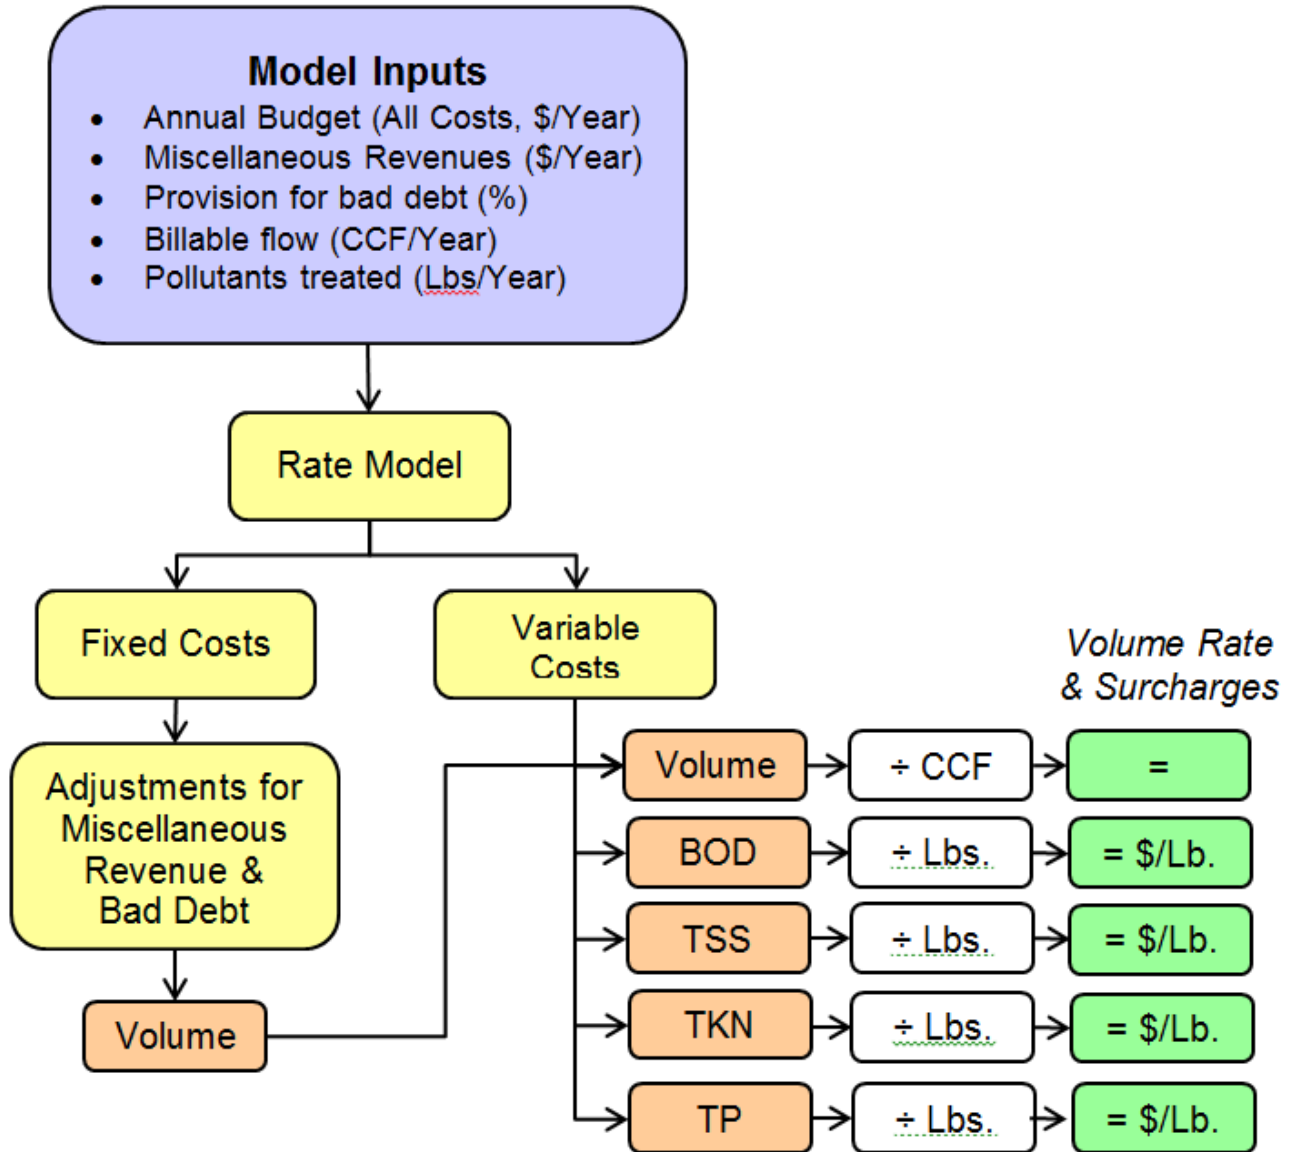 Model Inputs
• Annual Budget (All Costs, $/Year)
• Miscellaneous Revenues ($/Year)
• Provision for bad debt (%)
• Billable flow (CCF/Year)
• Pollutants treated (Lbs/Year)
Rate Model
Fixed Costs
Variable
Costs
Adjustments for
Miscellaneous
Revenue &
Bad Debt
Volume
Volume Rate
& Surcharges
Volume ÷ CCF =
BOD ÷ Lbs. = $/Lb.
TSS ÷ Lbs. = $/Lb.
TKN ÷ Lbs. = $/Lb.
TP ÷ Lbs. = $/Lb.